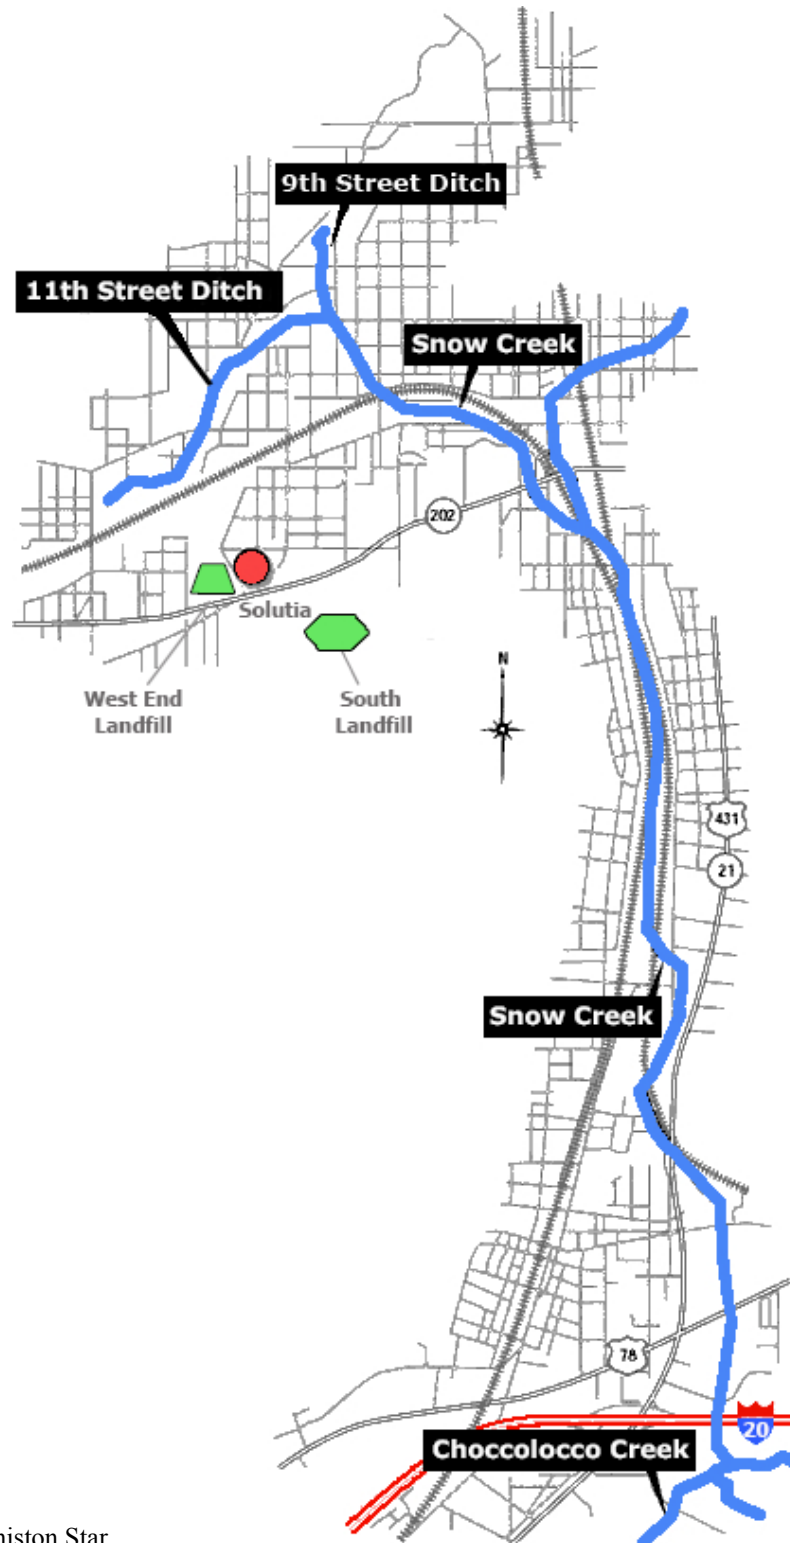 9th Street Ditch
11th Street Ditch
Snow Creek
202
Solutia
West End
Landfill
South
Landfill
N
431
21
Snow Creek
78
20
Choccolocco Creek
Star